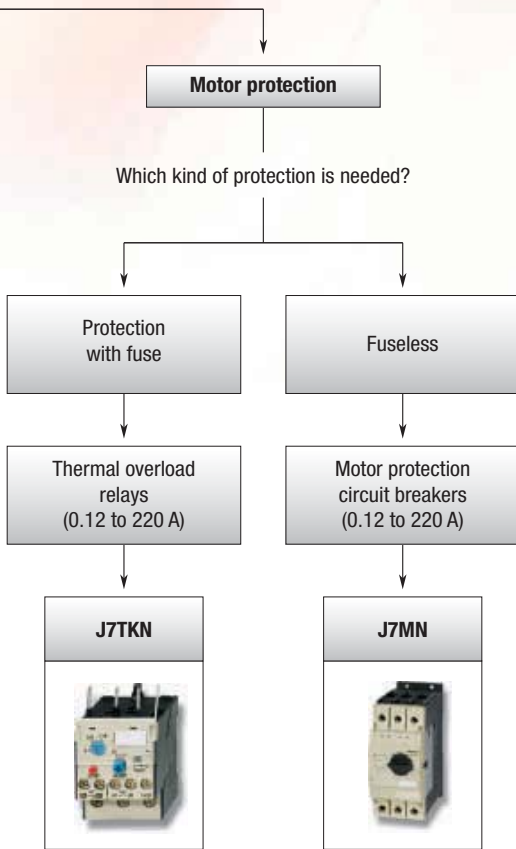 Motor protection
Which kind of protection is needed?
Protection
with fuse
Fuseless
Thermal overload
relays
(0.12 to 220 A)
Motor protection
circuit breakers
(0.12 to 220 A)
J7TKN
J7MN